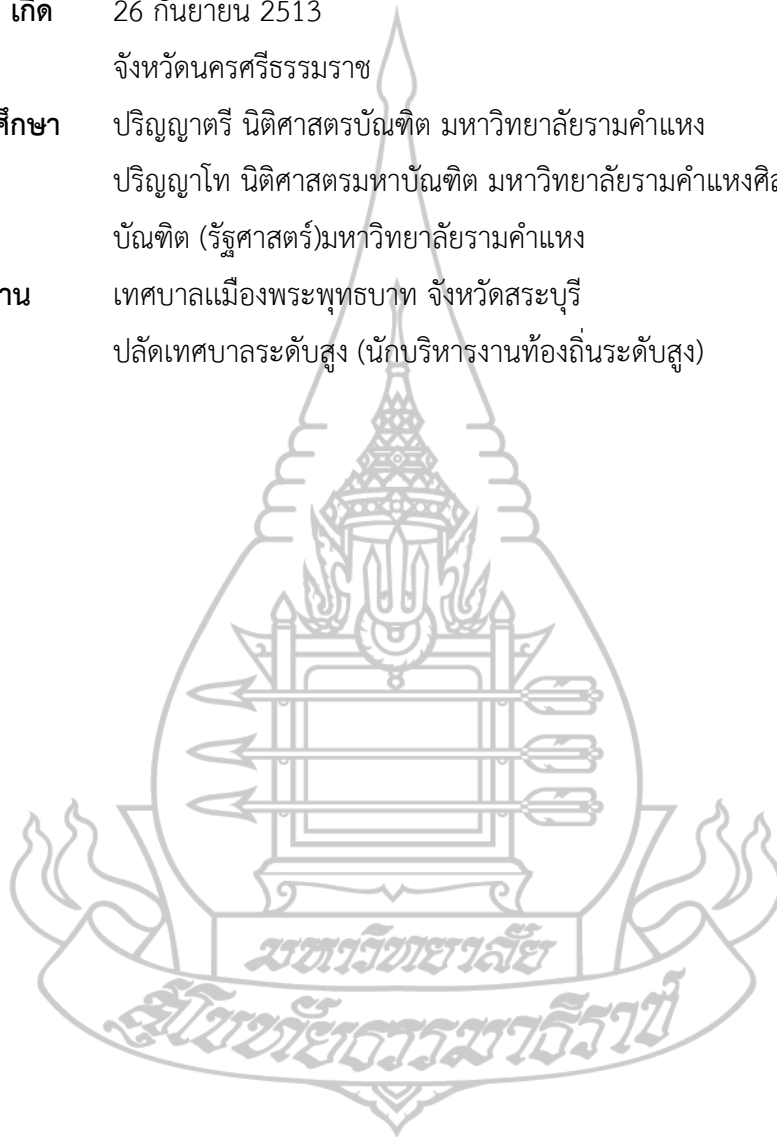 เกิด 26 กันยายน 2513
จังหวัดนครศรีธรรมราช
ศึกษา ปริญญาตรี นิติศาสตรบัณฑิต มหาวิทยาลัยรามคำแหง
ปริญญาโท นิติศาสตรมหาบัณฑิต มหาวิทยาลัยรามคำแหงศิล
บัณฑิต (รัฐศาสตร์)มหาวิทยาลัยรามคำแหง
าน เทศบาลเเมืองพระพุทธบาท จังหวัดสระบุรี
ปลัดเทศบาลระดับสูง (นักบริหารงานท้องถิ่นระดับสูง)
มหาวิทยาลัย
สุโขทัยธรรมาธิราช